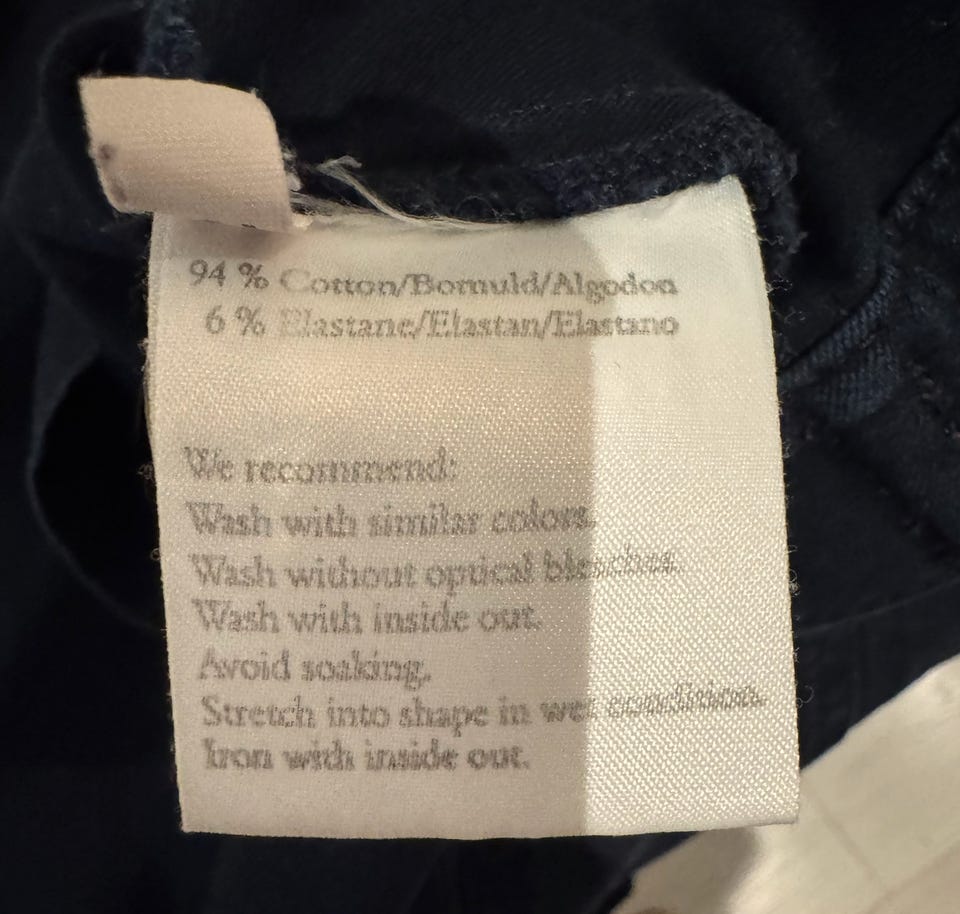 94 % Cotton/Bomuld/Algodon
6 % Elastane/Elastan/Elastano
We recommend:
Wash with similar colors.
Wash without optical bleaches.
Wash with inside out.
Avoid soaking.
Stretch into shape in wet condition.
Iron with inside out.